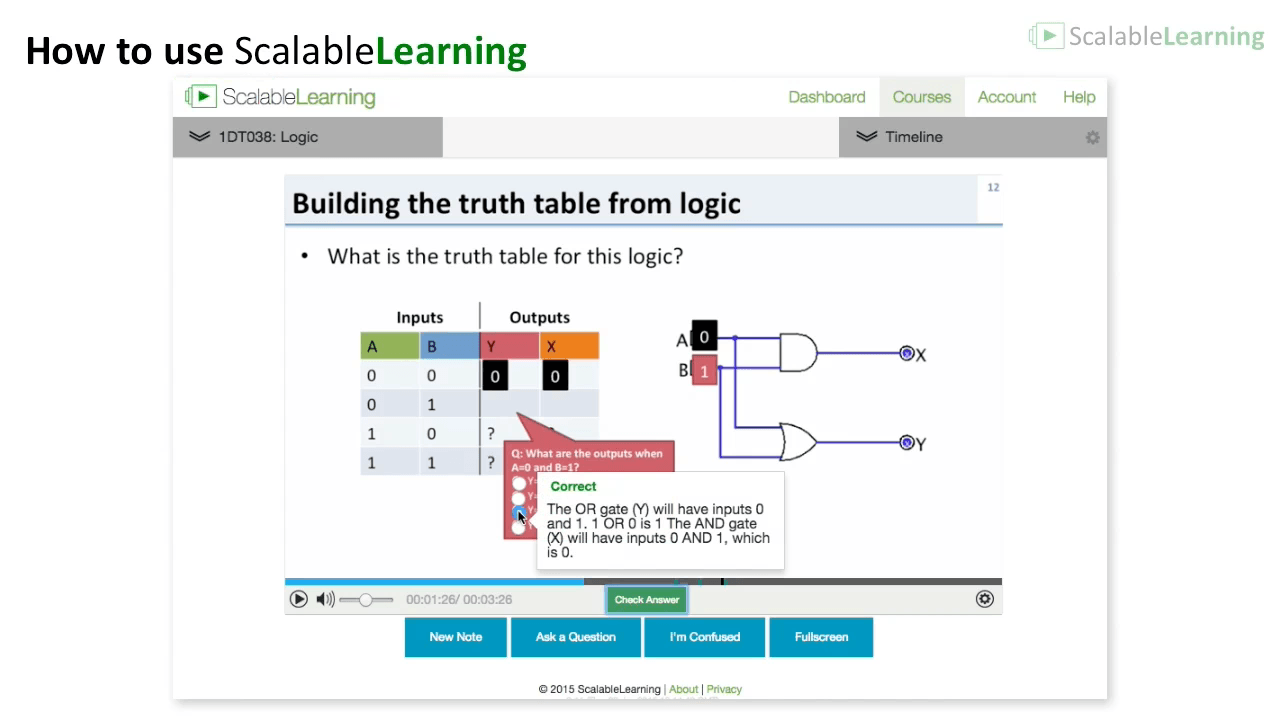 How to use ScalableLearning
ScalableLearning
ScalableLearning
Dashboard
Courses
Account
Help
1DT038: Logic
Timeline
Building the truth table from logic
12
• What is the truth table for this logic?
Inputs Outputs
A B Y X
0 0 0 0
0 1
1 0 ?
1 1 ?
A 0
B 1
X
Y
Q: What are the outputs when
A=0 and B=1?
Correct
The OR gate (Y) will have inputs 0
and 1. 1 OR 0 is 1 The AND gate
(X) will have inputs 0 AND 1, which
is 0.
00:01:26/ 00:03:26
Check Answer
New Note
Ask a Question
I'm Confused
Fullscreen
© 2015 ScalableLearning | About | Privacy